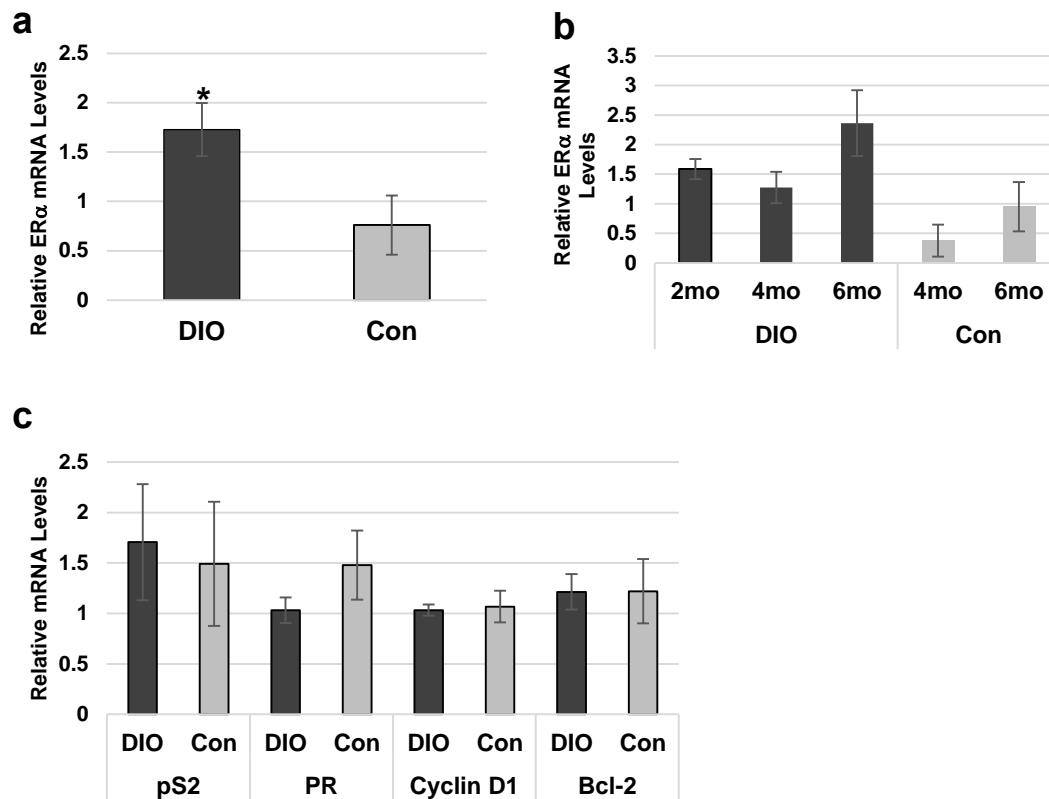 a
Relative ERα mRNA Levels
2.5
2
1.5
1
0.5
0
*
DIO
Con
b
Relative ERα mRNA
Levels
3.5
3
2.5
2
1.5
1
0.5
0
2mo 4mo 6mo 4mo 6mo
DIO Con
c
Relative mRNA Levels
2.5
2
1.5
1
0.5
0
DIO Con DIO Con DIO Con DIO Con
pS2 PR Cyclin D1 Bcl-2